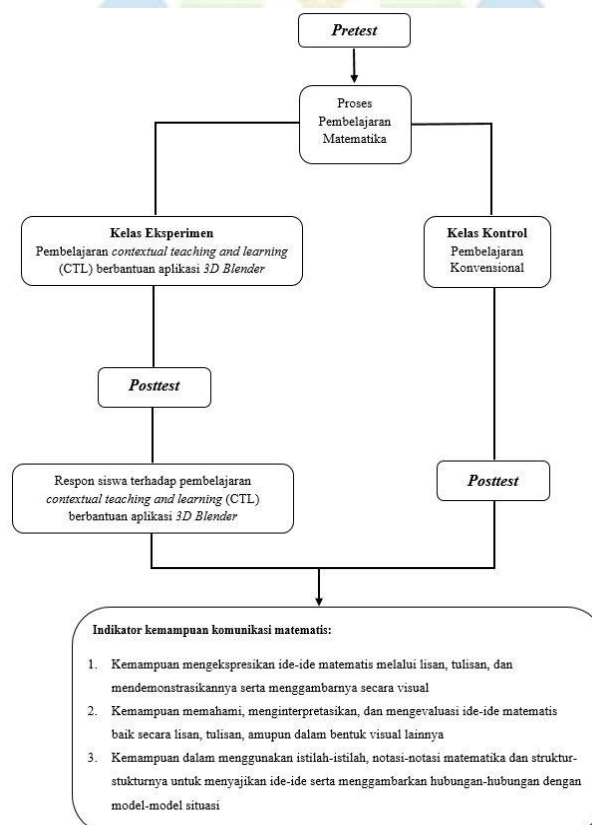 Pretest
Proses
Pembelajaran
Matematika
Kelas Eksperimen
Pembelajaran contextual teaching and learning
(CTL) berbantuan aplikasi 3D Blender
Kelas Kontrol
Pembelajaran
Konvensional
Posttest
Respon siswa terhadap pembelajaran
contextual teaching and learning (CTL)
berbantuan aplikasi 3D Blender
Posttest
Indikator kemampuan komunikasi matematis:
1. Kemampuan mengekspresikan ide-ide matematis melalui lisan, tulisan, dan
mendemonstrasikannya serta menggambarnya secara visual
2. Kemampuan memahami, menginterpretasikan, dan mengevaluasi ide-ide matematis
baik secara lisan, tulisan, amupun dalam bentuk visual lainnya
3. Kemampuan dalam menggunakan istilah-istilah, notasi-notasi matematika dan struktur-
stukturnya untuk menyajikan ide-ide serta menggambarkan hubungan-hubungan dengan
model-model situasi